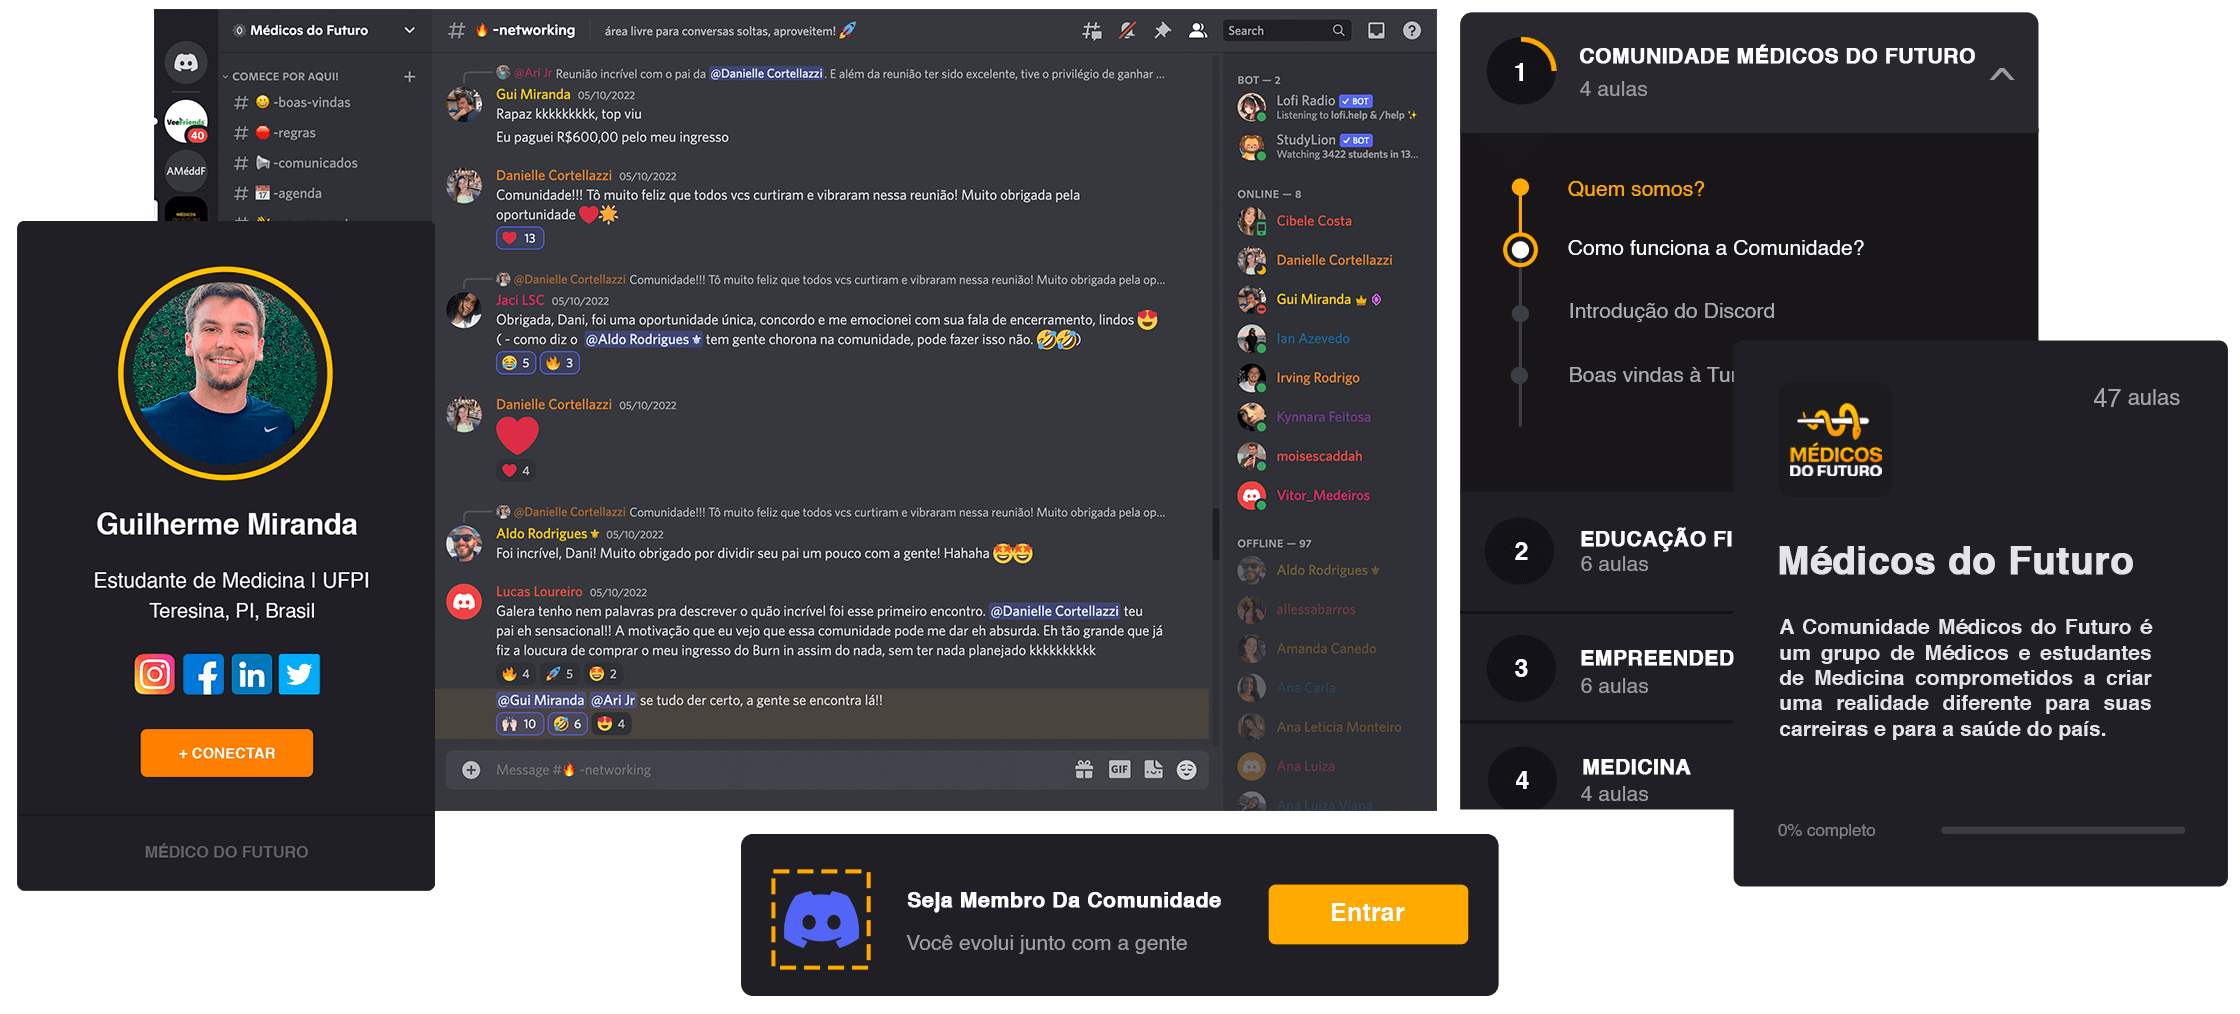 Médicos do Futuro
COMECE POR AQUI!
-boas-vindas
-regras
-comunicados
-agenda
VeeFriends
40
AMéddF
# 🔥 -networking
área livre para conversas soltas, aproveitem! 🚀
Search
@Ari Jr Reunião incrível com o pai da @Danielle Cortellazzi. E além da reunião ter sido excelente, tive o privilégio de ganhar ...
Gui Miranda 05/10/2022
Rapaz kkkkkkkkk, top viu
Eu paguei R$600,00 pelo meu ingresso
Danielle Cortellazzi 05/10/2022
Comunidade!!! Tô muito feliz que todos vcs curtiram e vibraram nessa reunião! Muito obrigada pela
oportunidade ❤️🌟
❤️ 13
@Danielle Cortellazzi Comunidade!!! Tô muito feliz que todos vcs curtiram e vibraram nessa reunião! Muito obrigada pela op...
Jaci LSC 05/10/2022
Obrigada, Dani, foi uma oportunidade única, concordo e me emocionei com sua fala de encerramento, lindos 😍
( - como diz o @Aldo Rodrigues⚜ tem gente chorona na comunidade, pode fazer isso não. 🤣🤣)
😂 5 🔥 3
Danielle Cortellazzi 05/10/2022
❤️ 4
@Danielle Cortellazzi Comunidade!!! Tô muito feliz que todos vcs curtiram e vibraram nessa reunião! Muito obrigada pela op...
Aldo Rodrigues⚜ 05/10/2022
Foi incrível, Dani! Muito obrigado por dividir seu pai um pouco com a gente! Hahaha 🤩🤩
Lucas Loureiro 05/10/2022
Galera tenho nem palavras pra descrever o quão incrível foi esse primeiro encontro. @Danielle Cortellazzi teu
pai eh sensacional!! A motivação que eu vejo que essa comunidade pode me dar eh absurda. Eh tão grande que já
fiz a loucura de comprar o meu ingresso do Burn in assim do nada, sem ter nada planejado kkkkkkkkkk
🔥 4 🚀 5 🤩 2
@Gui Miranda @Ari Jr se tudo der certo, a gente se encontra lá!!
🙌🏻 10 🤣 6 😍 4
Message #🔥 -networking
GIF
BOT — 2
Lofi Radio ✓ BOT
Listening to lofi.help & /help ✨
StudyLion ✓ BOT
Watching 3422 students in 13...
ONLINE — 8
Cibele Costa
Danielle Cortellazzi
Gui Miranda
Ian Azevedo
Irving Rodrigo
Kynnara Feitosa
moisescaddah
Vitor_Medeiros
OFFLINE — 97
Aldo Rodrigues⚜
allessabarros
Amanda Canedo
Ana Carla
Ana Leticia Monteiro
Ana Luiza
Ana Luiza Viana
Guilherme Miranda
Estudante de Medicina | UFPI
Teresina, PI, Brasil
+ CONECTAR
MÉDICO DO FUTURO
1
COMUNIDADE MÉDICOS DO FUTURO
4 aulas
Quem somos?
Como funciona a Comunidade?
Introdução do Discord
Boas vindas à Tur
2
EDUCAÇÃO FI
6 aulas
3
EMPREENDED
6 aulas
4
MEDICINA
4 aulas
47 aulas
MÉDICOS
DO FUTURO
Médicos do Futuro
A Comunidade Médicos do Futuro é
um grupo de Médicos e estudantes
de Medicina comprometidos a criar
uma realidade diferente para suas
carreiras e para a saúde do país.
0% completo
Seja Membro Da Comunidade
Você evolui junto com a gente
Entrar